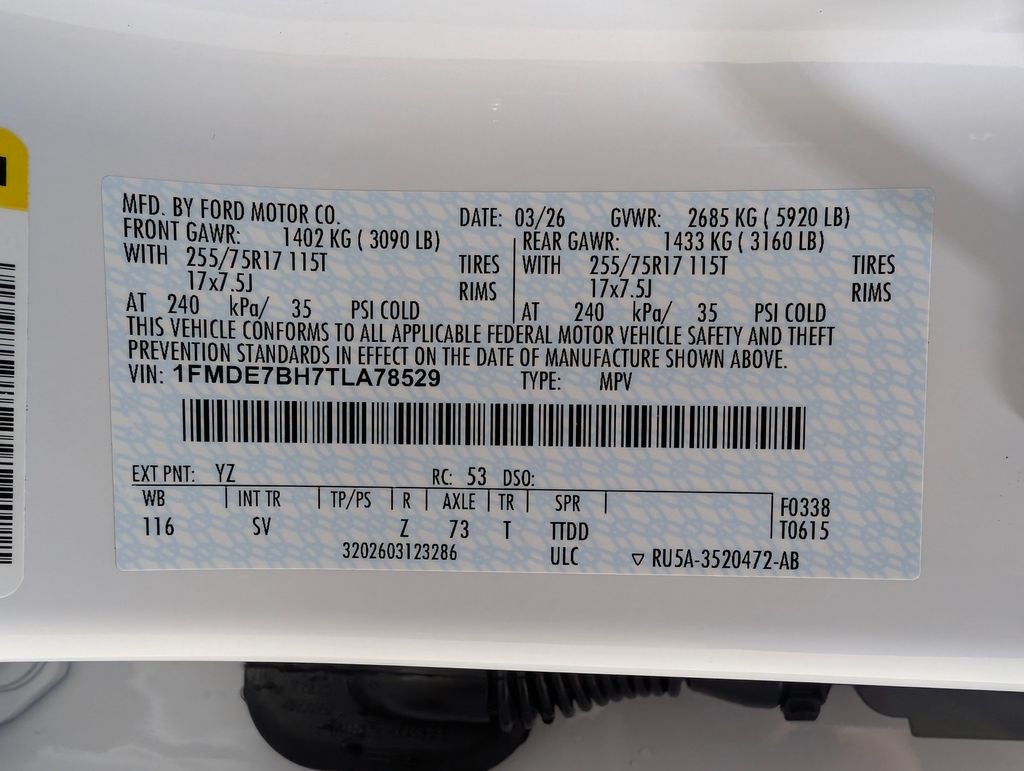 MFD. BY FORD MOTOR CO. DATE: 03/26 GVWR: 2685 KG ( 5920 LB)
FRONT GAWR: 1402 KG ( 3090 LB) REAR GAWR: 1433 KG ( 3160 LB)
WITH 255/75R17 115T TIRES WITH 255/75R17 115T TIRES
17x7.5J RIMS 17x7.5J RIMS
AT 240 kPa/ 35 PSI COLD AT 240 kPa/ 35 PSI COLD
THIS VEHICLE CONFORMS TO ALL APPLICABLE FEDERAL MOTOR VEHICLE SAFETY AND THEFT
PREVENTION STANDARDS IN EFFECT ON THE DATE OF MANUFACTURE SHOWN ABOVE.
VIN: 1FMDE7BH7TLA78529 TYPE: MPV
EXT PNT: YZ RC: 53 DSO:
WB INT TR TP/PS R AXLE TR SPR F0338
116 SV Z 73 T TTDD T0615
3202603123286 ULC ▽ RU5A-3520472-AB